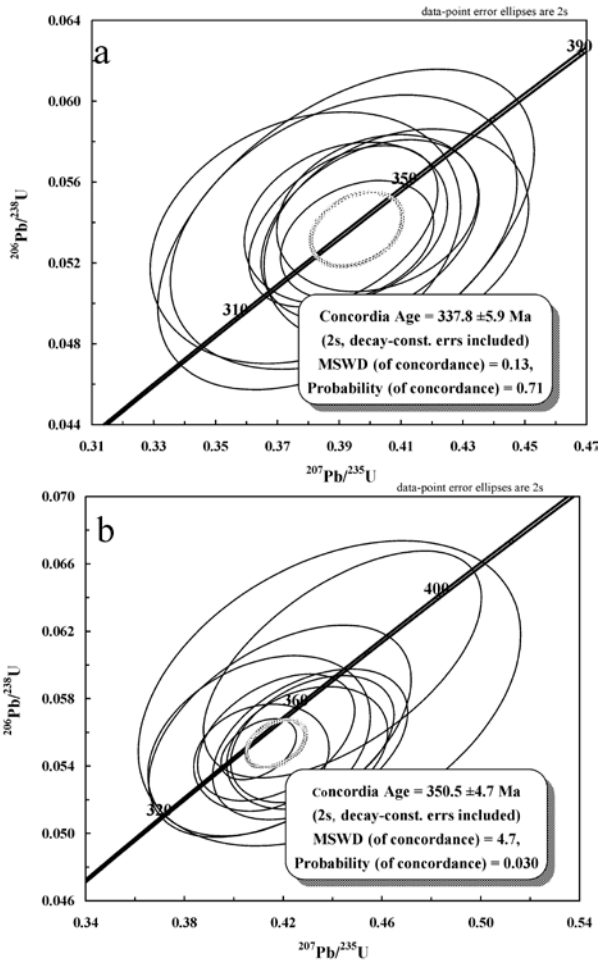 data-point error ellipses are 2s
0.064
a
390
0.060
0.056
350
206Pb/238U
0.052
310
Concordia Age = 337.8 ±5.9 Ma
(2s, decay-const. errs included)
0.048
MSWD (of concordance) = 0.13,
Probability (of concordance) = 0.71
0.044
0.31 0.33 0.35 0.37 0.39 0.41 0.43 0.45 0.47
207Pb/235U
data-point error ellipses are 2s
0.070
b
0.066
400
0.062
206Pb/238U
0.058
360
0.054
Concordia Age = 350.5 ±4.7 Ma
320
(2s, decay-const. errs included)
0.050
MSWD (of concordance) = 4.7,
Probability (of concordance) = 0.030
0.046
0.34 0.38 0.42 0.46 0.50 0.54
207Pb/235U